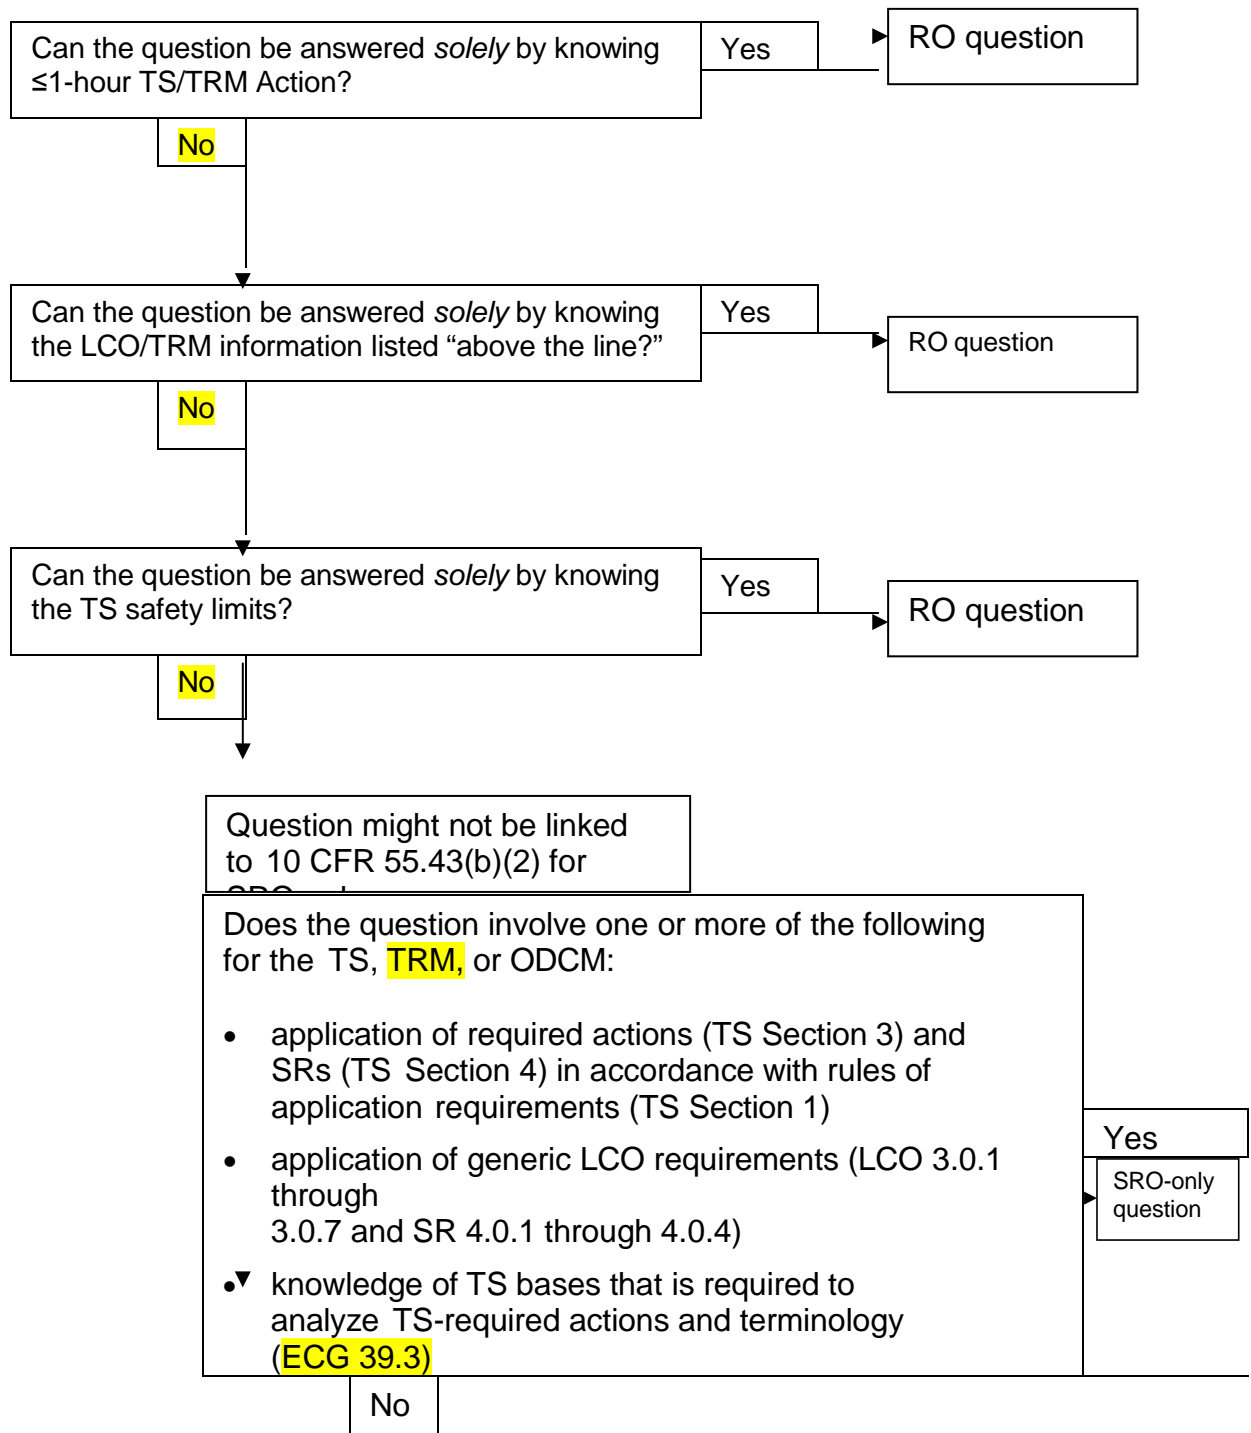 Can the question be answered solely by knowing
≤1-hour TS/TRM Action?
Yes
RO question
No
Can the question be answered solely by knowing
the LCO/TRM information listed “above the line?”
Yes
RO question
No
Can the question be answered solely by knowing
the TS safety limits?
Yes
RO question
No
Question might not be linked
to 10 CFR 55.43(b)(2) for
Does the question involve one or more of the following
for the TS, TRM, or ODCM:
• application of required actions (TS Section 3) and
SRs (TS Section 4) in accordance with rules of
application requirements (TS Section 1)
• application of generic LCO requirements (LCO 3.0.1
through
3.0.7 and SR 4.0.1 through 4.0.4)
• knowledge of TS bases that is required to
analyze TS-required actions and terminology
(ECG 39.3)
Yes
SRO-only
question
No